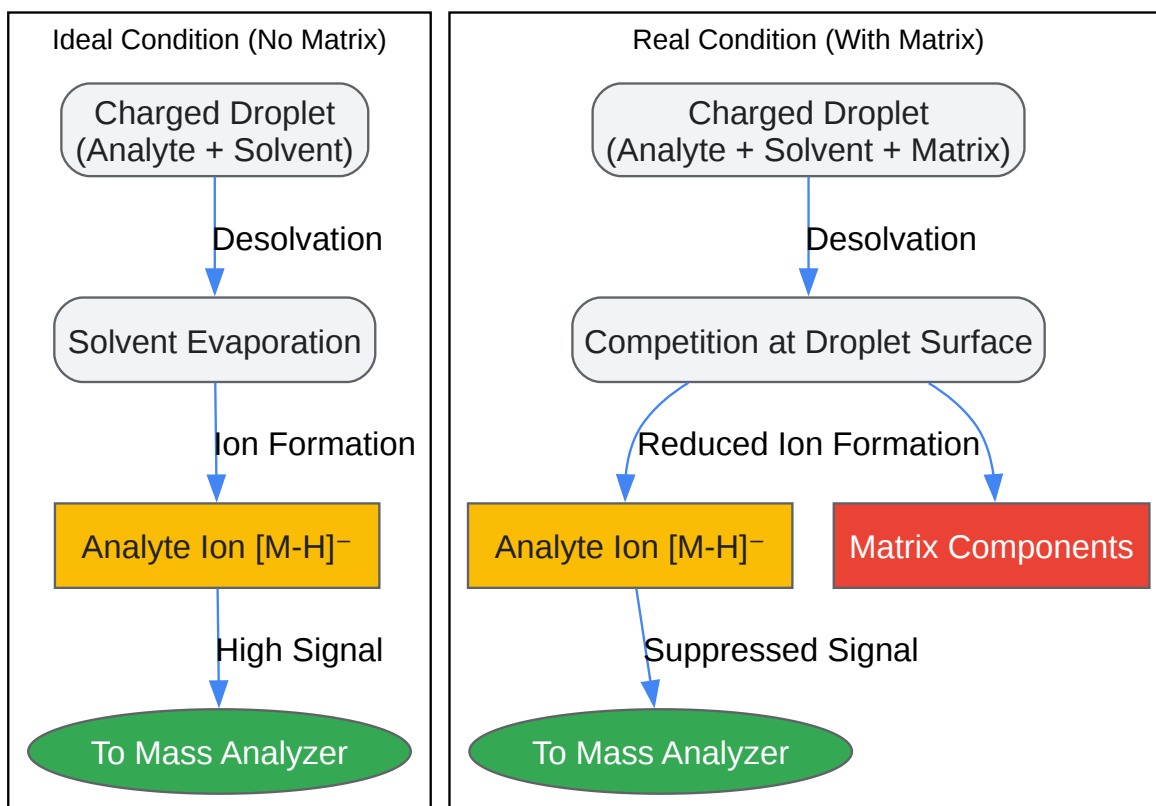 Ideal Condition (No Matrix)
Charged Droplet
(Analyte + Solvent)
Desolvation
Solvent Evaporation
Ion Formation
Analyte Ion [M-H]⁻
High Signal
To Mass Analyzer
Real Condition (With Matrix)
Charged Droplet
(Analyte + Solvent + Matrix)
Desolvation
Competition at Droplet Surface
Reduced Ion Formation
Analyte Ion [M-H]⁻
Matrix Components
Suppressed Signal
To Mass Analyzer